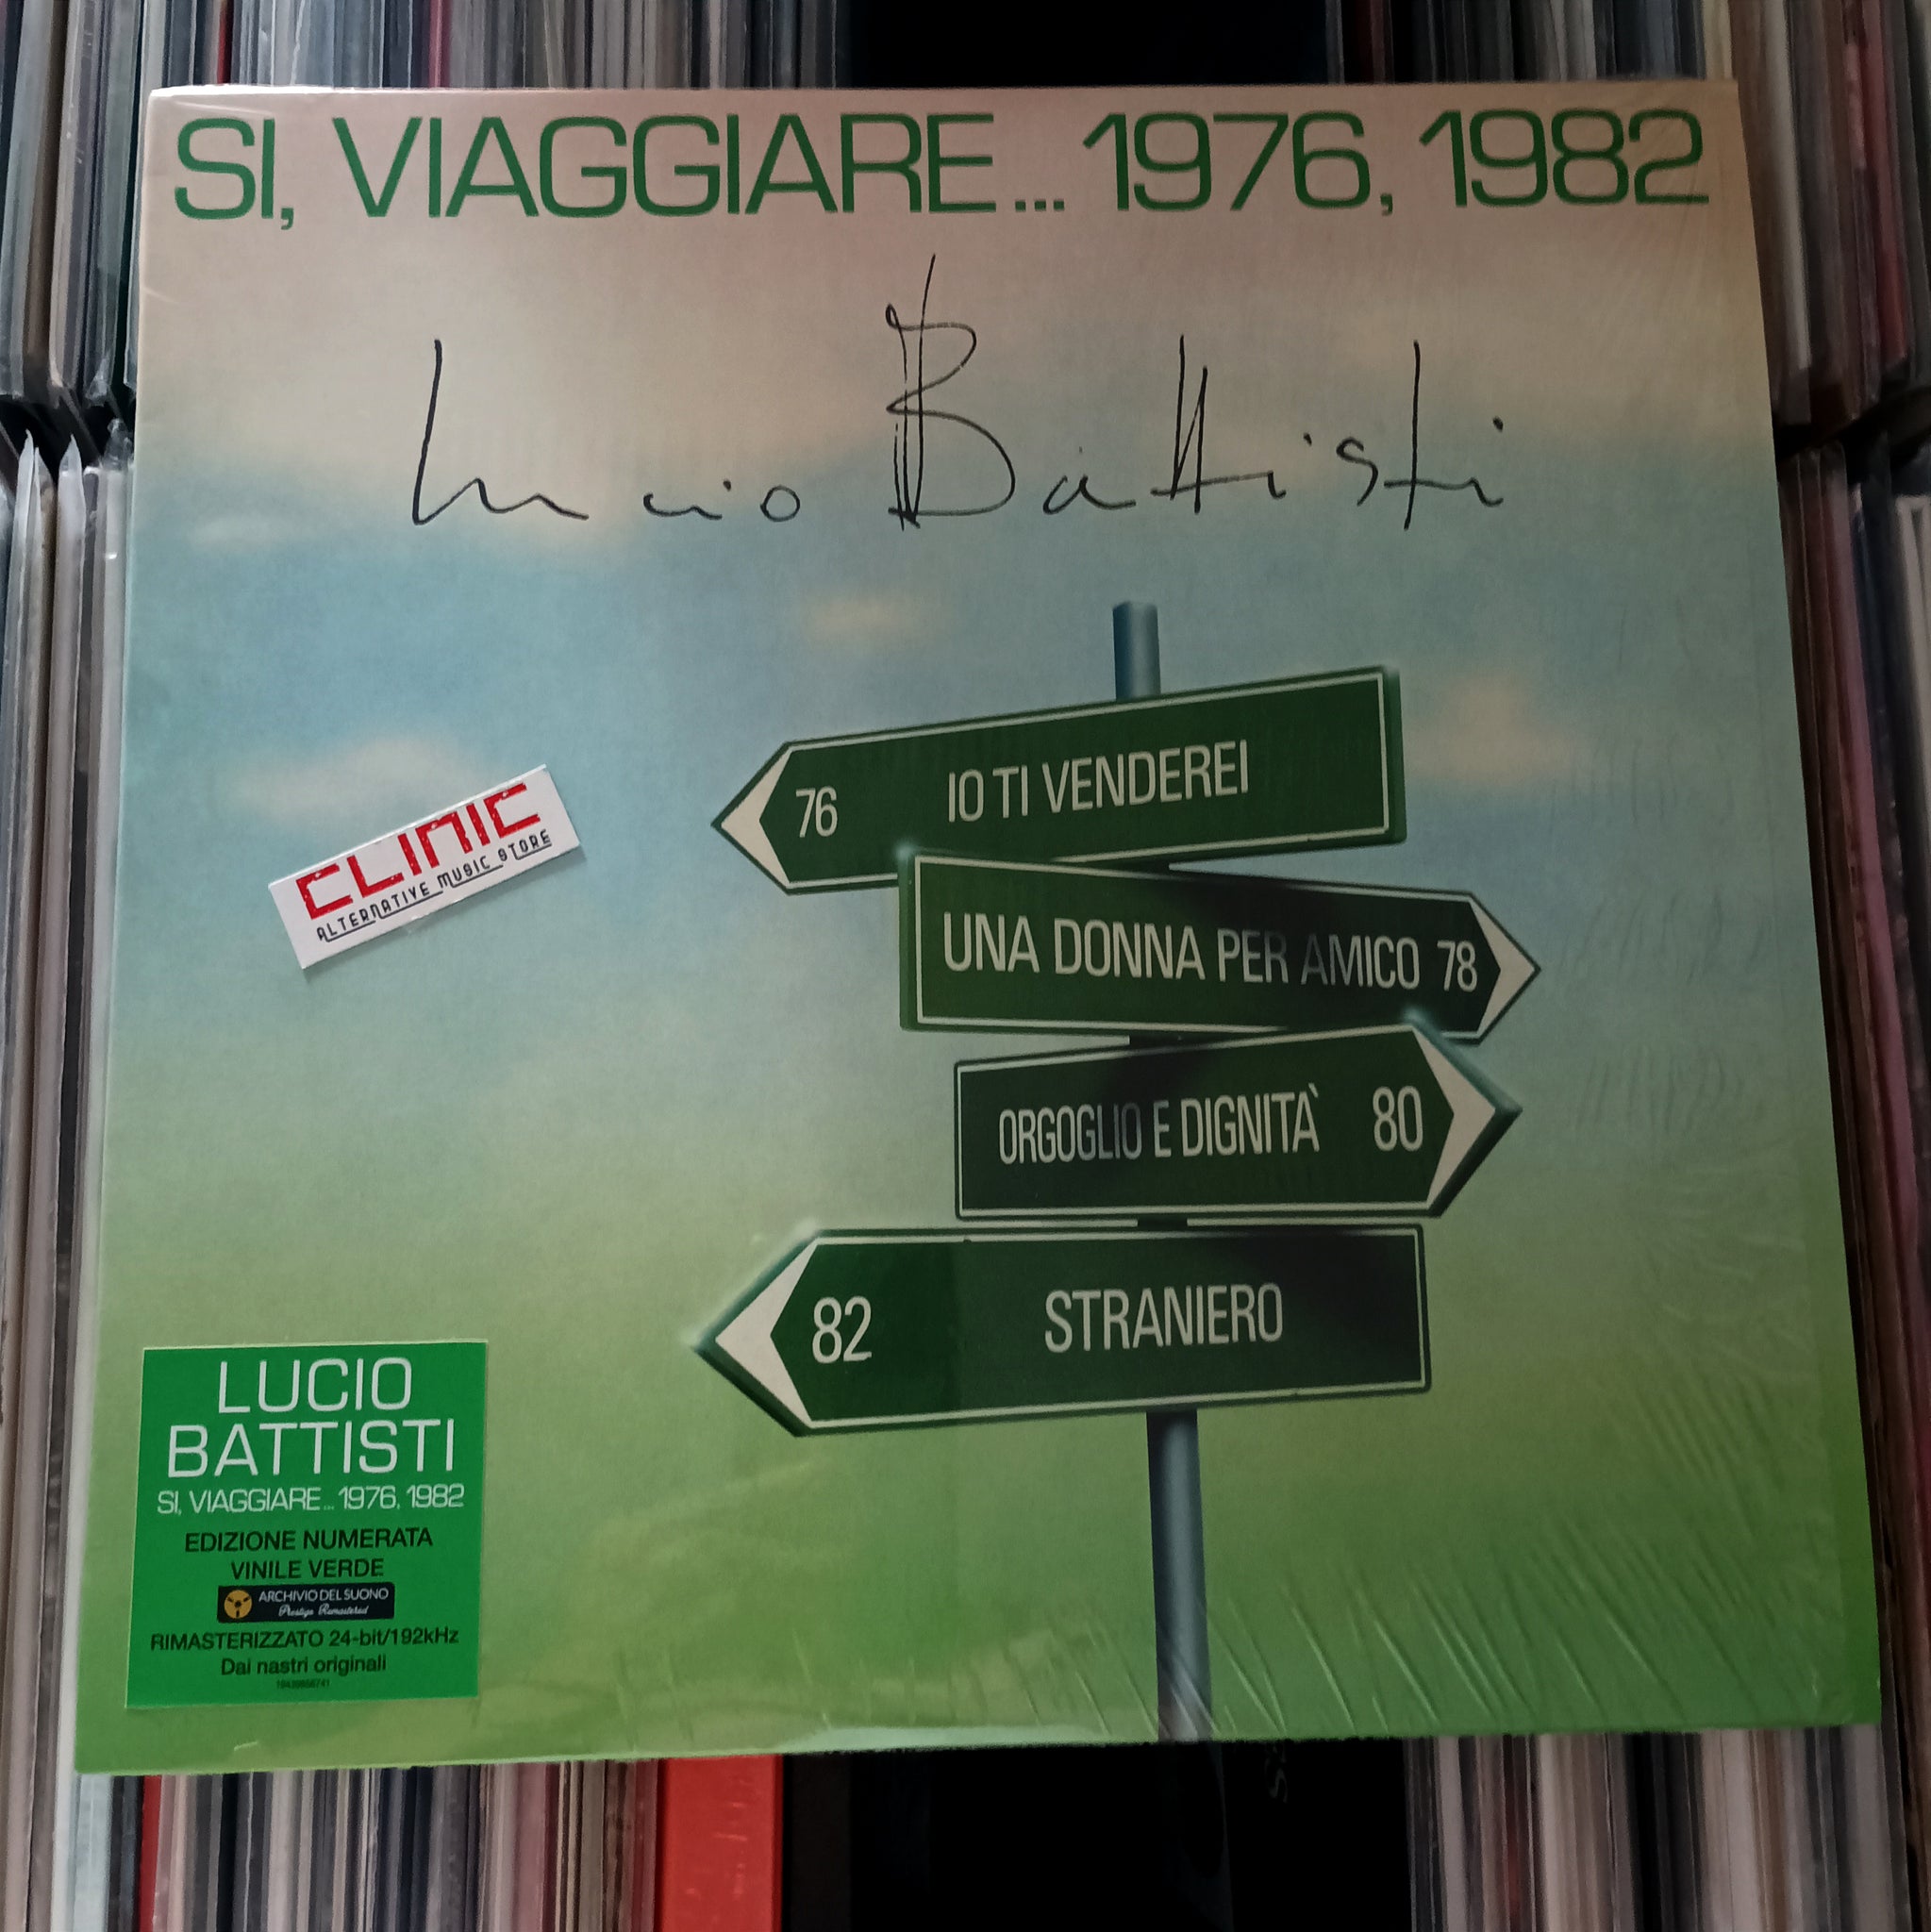 SI, VIAGGIARE... 1976, 1982
Lucio Battisti
76 IO TI VENDEREI
CLINIC
ALTERNATIVE MUSIC STORE
UNA DONNA PER AMICO 78
ORGOGLIO E DIGNITÀ 80
82 STRANIERO
LUCIO
BATTISTI
SI, VIAGGIARE... 1976, 1982
EDIZIONE NUMERATA
VINILE VERDE
ARCHIVIO DEL SUONO
Prestige Remastered
RIMASTERIZZATO 24-bit/192kHz
Dai nastri originali